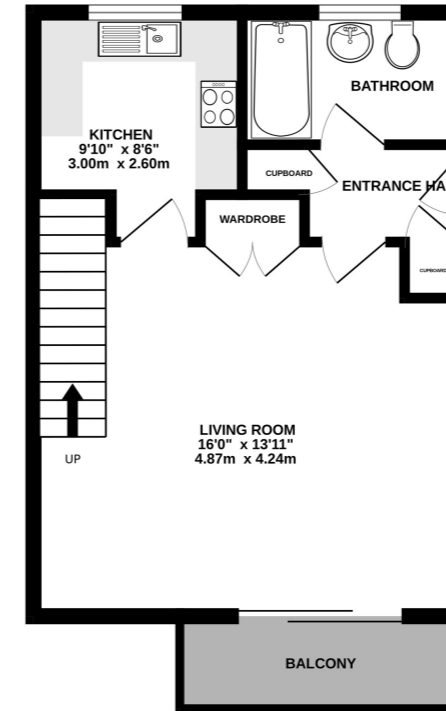 BATHROOM
KITCHEN
9'10" x 8'6"
3.00m x 2.60m
CUPBOARD
ENTRANCE HA
WARDROBE
CUPBOARD
LIVING ROOM
16'0" x 13'11"
4.87m x 4.24m
UP
BALCONY